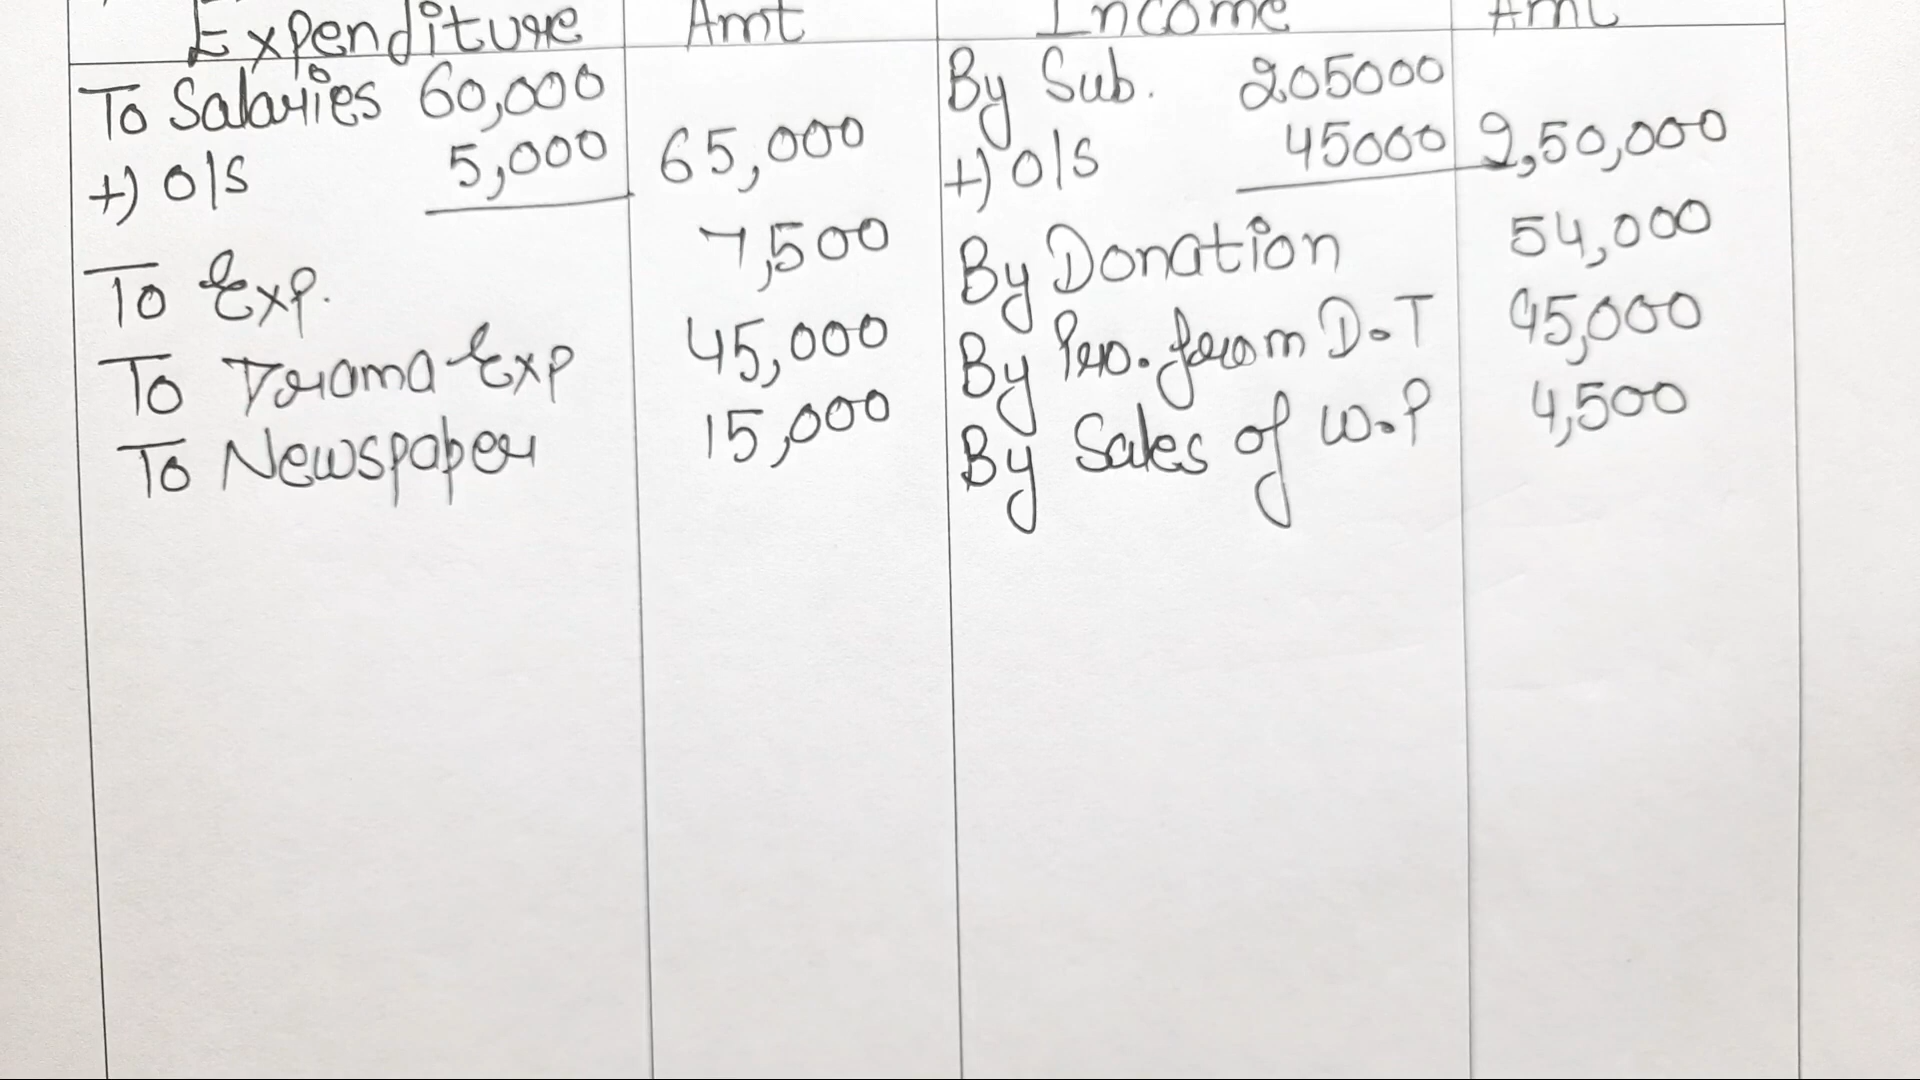 Expenditure Amt Income Amt
To Salaries 60,000 By Sub. 205000
+) O/S 5,000 65,000 +) O/S 45000 2,50,000
To Exp. 7,500 By Donation 54,000
To Drama Exp 45,000 By Pro. from D.T 95,000
To Newspaper 15,000 By Sales of W.P 4,500